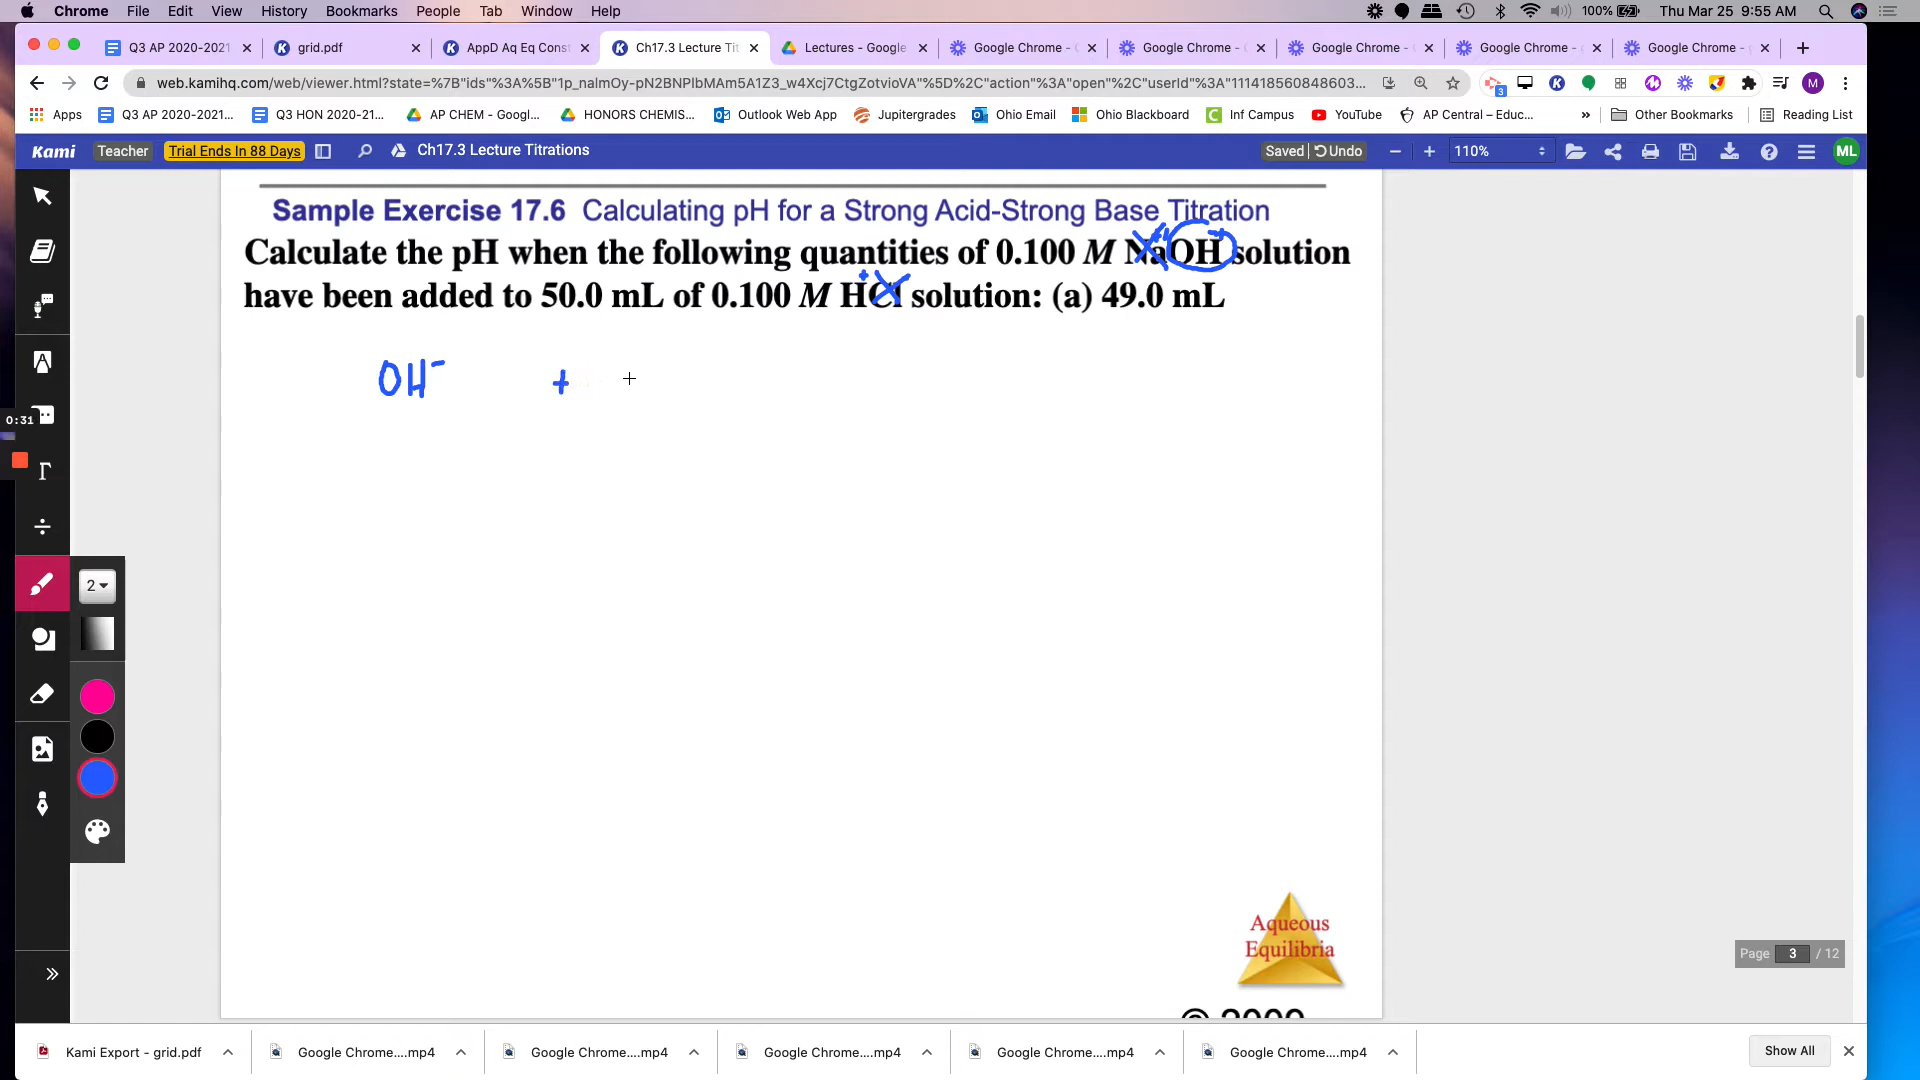 Chrome File Edit View History Bookmarks People Tab Window Help 100% Thu Mar 25 9:55 AM
Q3 AP 2020-2021 grid.pdf AppD Aq Eq Const Ch17.3 Lecture Tit Lectures - Google Google Chrome - Google Chrome - Google Chrome - Google Chrome - Google Chrome -
web.kamihq.com/web/viewer.html?state=%7B"ids"%3A%5B"1p_nalmOy-pN2BNPlbMAm5A1Z3_w4Xcj7CtgZotvioVA"%5D%2C"action"%3A"open"%2C"userId"%3A"111418560848603... 3 M
Apps Q3 AP 2020-2021... Q3 HON 2020-21... AP CHEM - Googl... HONORS CHEMIS... Outlook Web App Jupitergrades Ohio Email Ohio Blackboard Inf Campus YouTube AP Central – Educ... » Other Bookmarks Reading List
Kami Teacher Trial Ends In 88 Days Ch17.3 Lecture Titrations Saved Undo 110% ML
Sample Exercise 17.6 Calculating pH for a Strong Acid-Strong Base Titration
Calculate the pH when the following quantities of 0.100 M NaOH solution
have been added to 50.0 mL of 0.100 M HCl solution: (a) 49.0 mL
OH⁻ +
0:31
2
Aqueous
Equilibria
Page 3 / 12
© 2009
Kami Export - grid.pdf Google Chrome....mp4 Google Chrome....mp4 Google Chrome....mp4 Google Chrome....mp4 Google Chrome....mp4 Show All